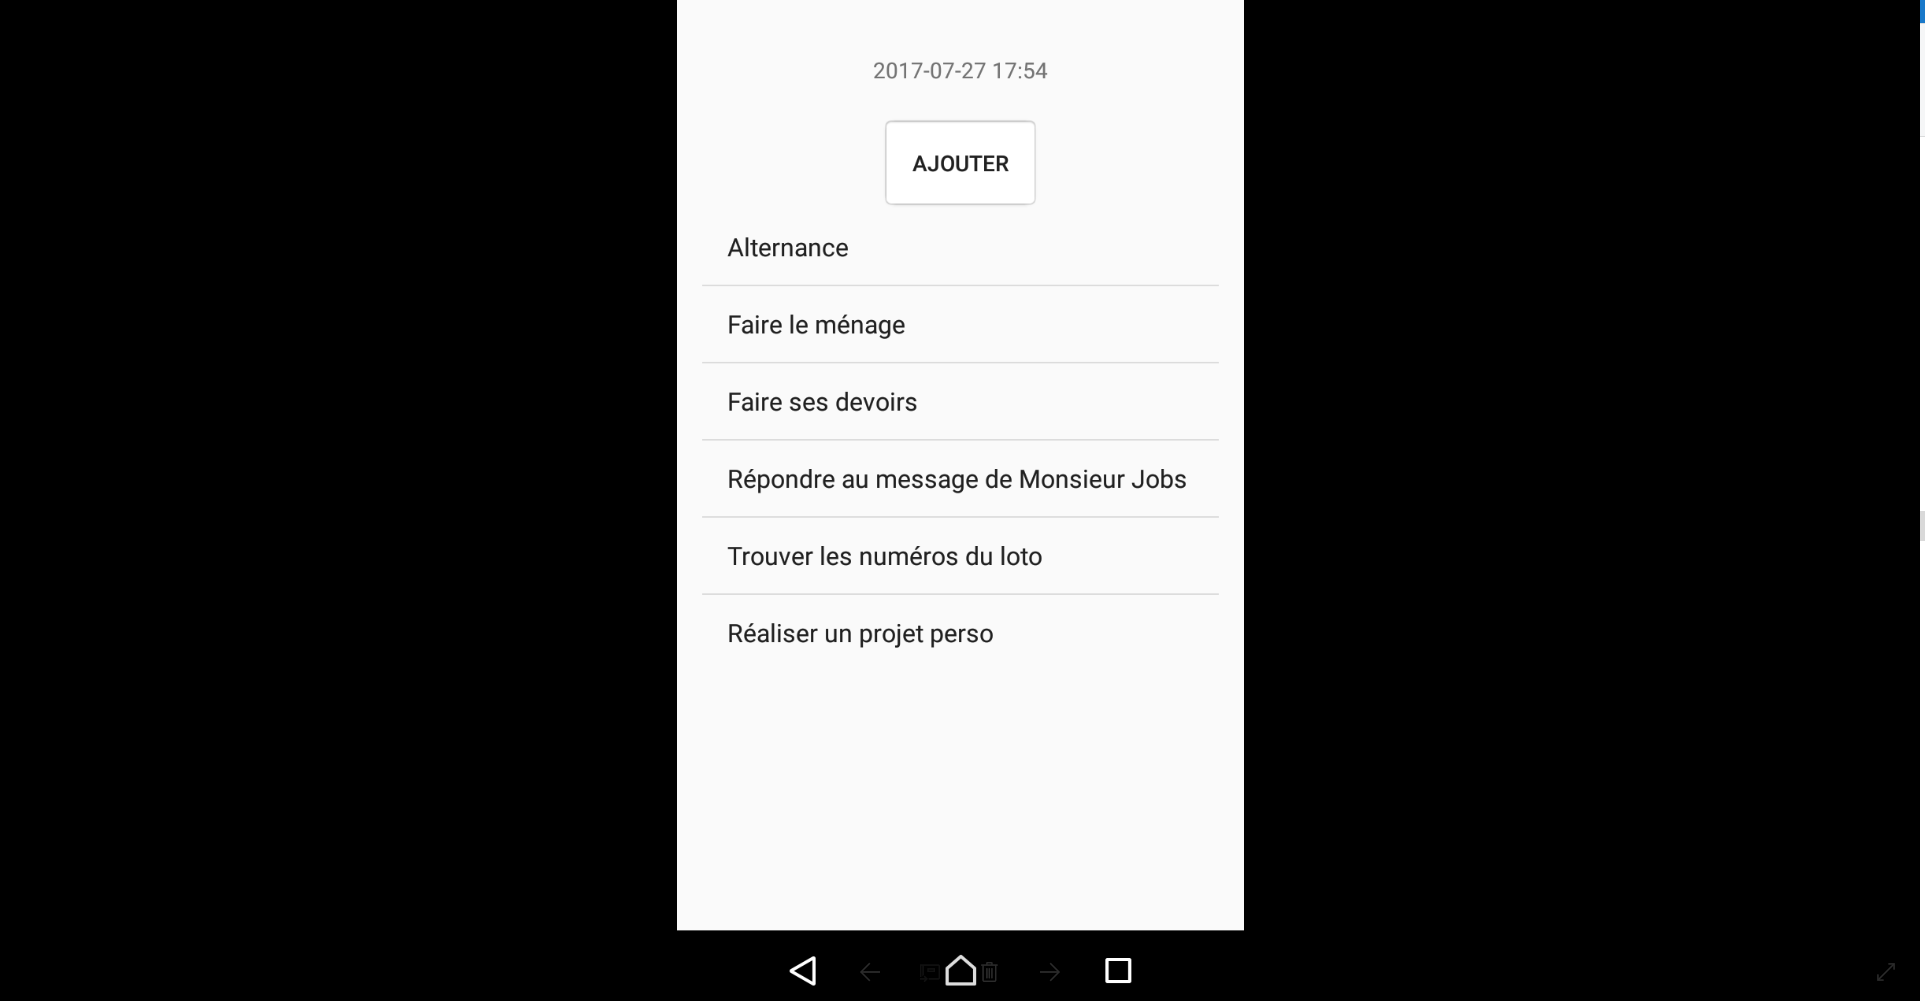 2017-07-27 17:54
AJOUTER
Alternance
Faire le ménage
Faire ses devoirs
Répondre au message de Monsieur Jobs
Trouver les numéros du loto
Réaliser un projet perso